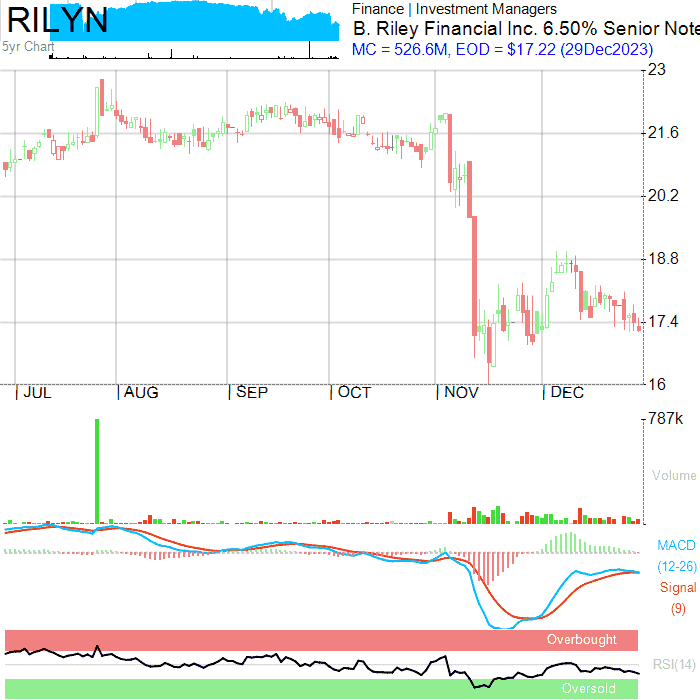 RILYN
5yr Chart
Finance | Investment Managers
B. Riley Financial Inc. 6.50% Senior Note
MC = 526.6M, EOD = $17.22 (29Dec2023)
23
21.6
20.2
18.8
17.4
16
JUL AUG SEP OCT NOV DEC
787k
Volume
MACD
(12-26)
Signal
(9)
Overbought
RSI(14)
Oversold